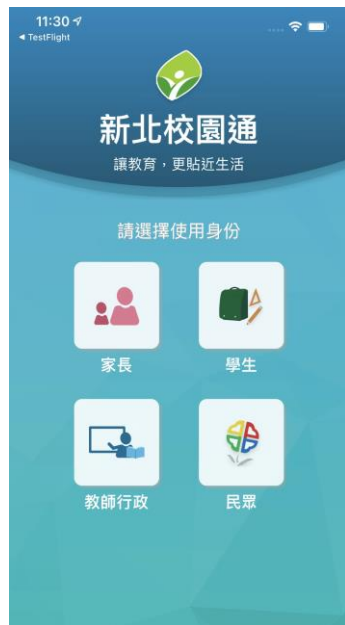 11:30
◀ TestFlight
新北校園通
讓教育，更貼近生活
請選擇使用身份
家長
學生
教師行政
民眾